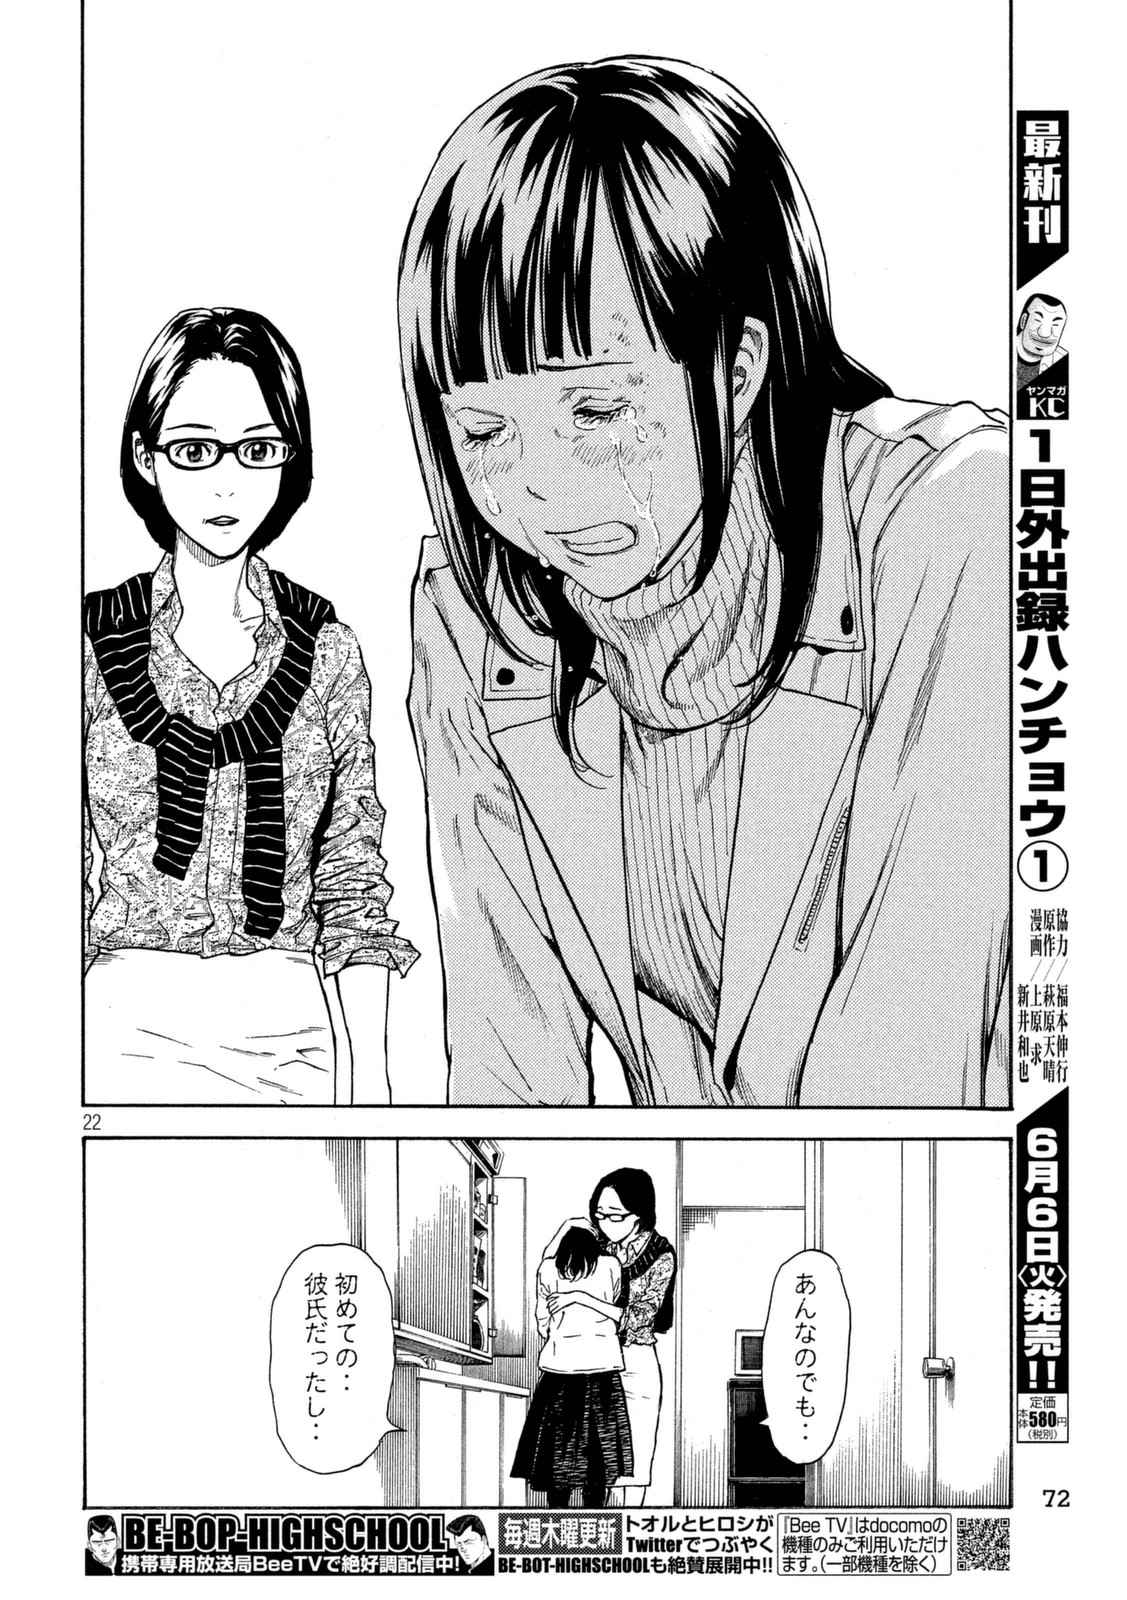 あんなのでも‥
初めての‥
彼氏だったし‥
22
最新刊
ヤンマガ
KC
1日外出録ハンチョウ①
協力/福本伸行
原作/萩原天晴
漫画/上原求
新井和也
6月6日〈火〉発売!!
定価
本体580円
(税別)
72
BE-BOP-HIGHSCHOOL
携帯専用放送局BeeTVで絶好調配信中!
毎週木曜更新
トオルとヒロシが
Twitterでつぶやく
BE-BOT-HIGHSCHOOLも絶賛展開中!!
『Bee TV』はdocomoの
機種のみご利用いただけ
ます。(一部機種を除く)